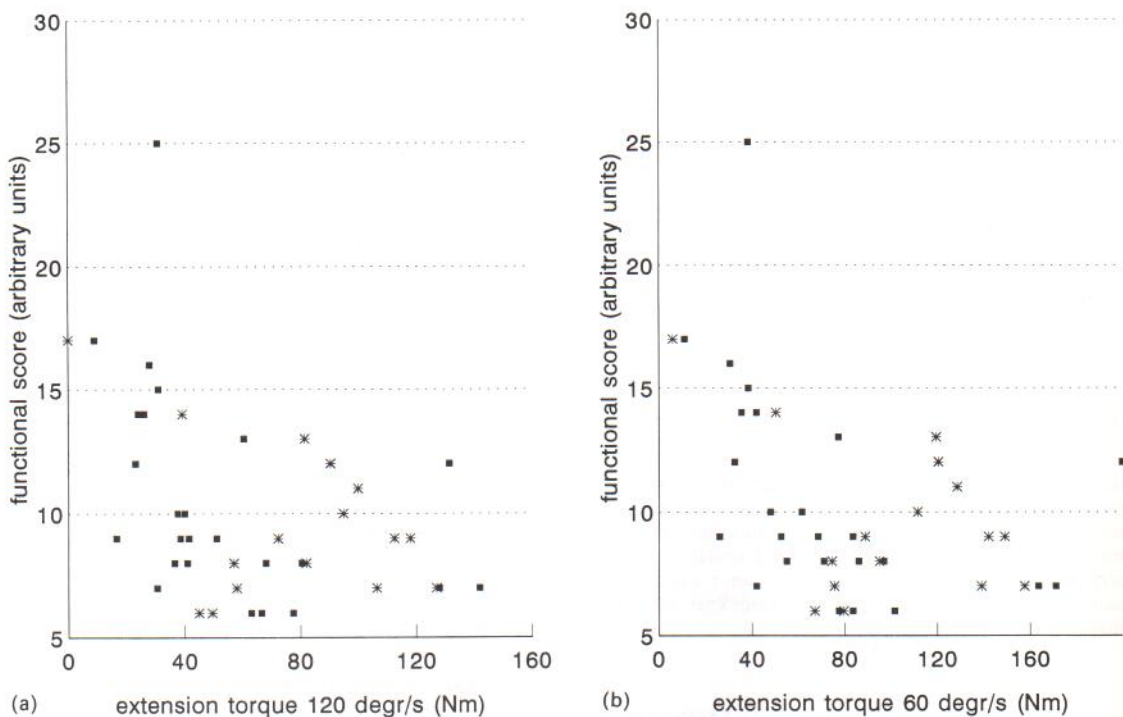 30
25
20
15
10
5
functional score (arbitrary units)
0 40 80 120 160
(a) extension torque 120 degr/s (Nm)
30
25
20
15
10
5
functional score (arbitrary units)
0 40 80 120 160
(b) extension torque 60 degr/s (Nm)